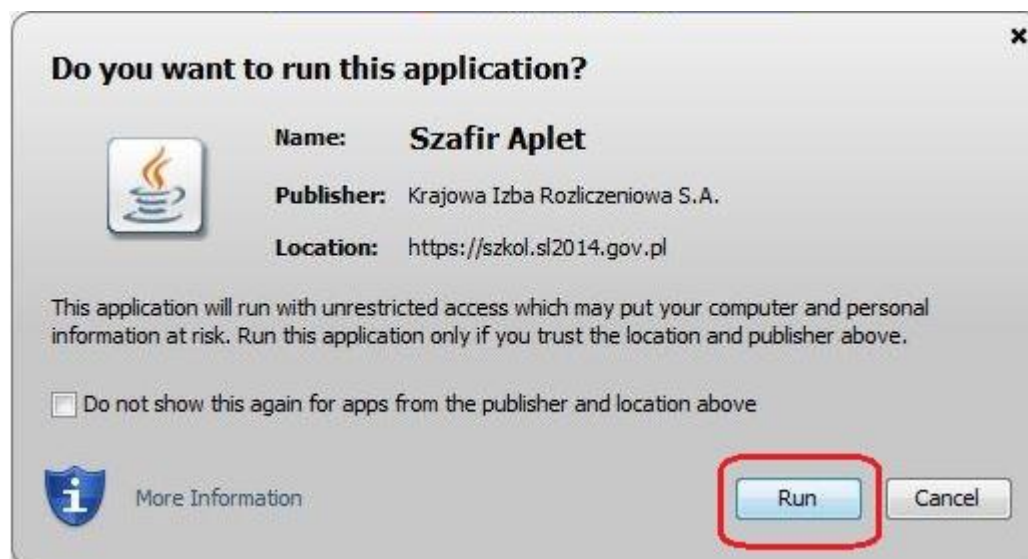 Do you want to run this application?
Name: Szafir Aplet
Publisher: Krajowa Izba Rozliczeniowa S.A.
Location: https://szkol.sl2014.gov.pl
This application will run with unrestricted access which may put your computer and personal
information at risk. Run this application only if you trust the location and publisher above.
Do not show this again for apps from the publisher and location above
More Information
Run
Cancel